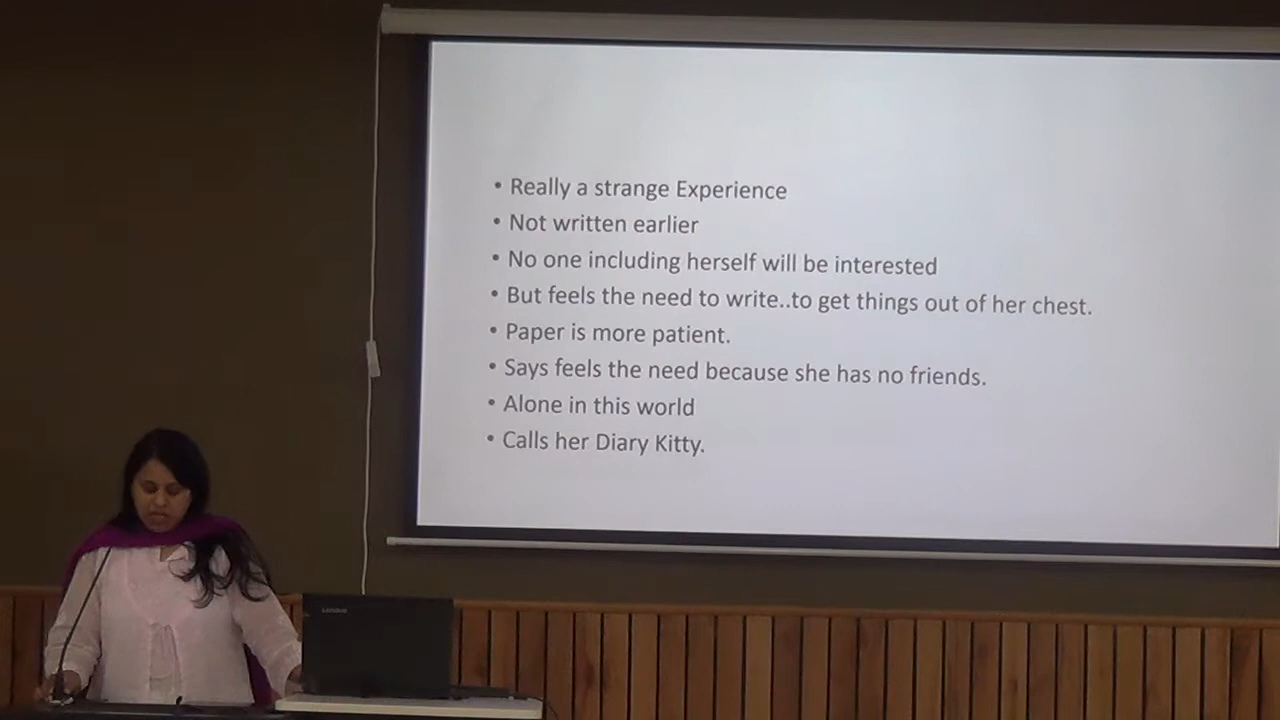 • Really a strange Experience
• Not written earlier
• No one including herself will be interested
• But feels the need to write..to get things out of her chest.
• Paper is more patient.
• Says feels the need because she has no friends.
• Alone in this world
• Calls her Diary Kitty.
Lenovo